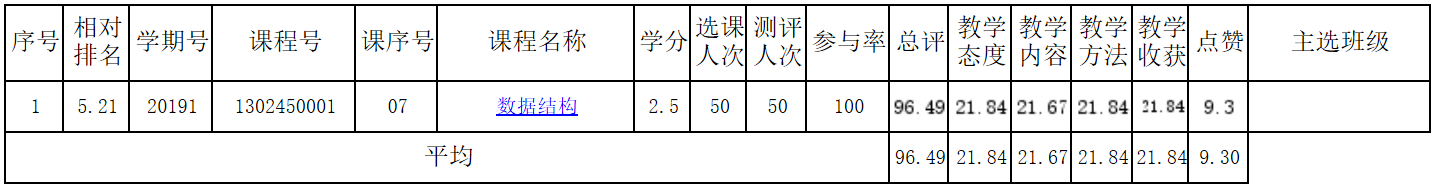 序号 相对排名 学期号 课程号 课序号 课程名称 学分 选课人次 测评人次 参与率 总评 教学态度 教学内容 教学方法 教学收获 点赞 主选班级
1 5.21 20191 1302450001 07 数据结构 2.5 50 50 100 96.49 21.84 21.67 21.84 21.84 9.3
平均 96.49 21.84 21.67 21.84 21.84 9.30